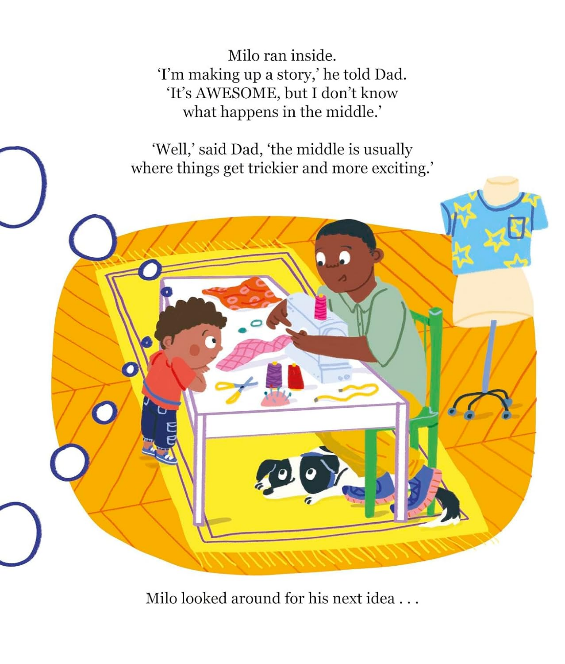 Milo ran inside.
‘I’m making up a story,’ he told Dad.
‘It’s AWESOME, but I don’t know
what happens in the middle.’
‘Well,’ said Dad, ‘the middle is usually
where things get trickier and more exciting.’
Milo looked around for his next idea . . .